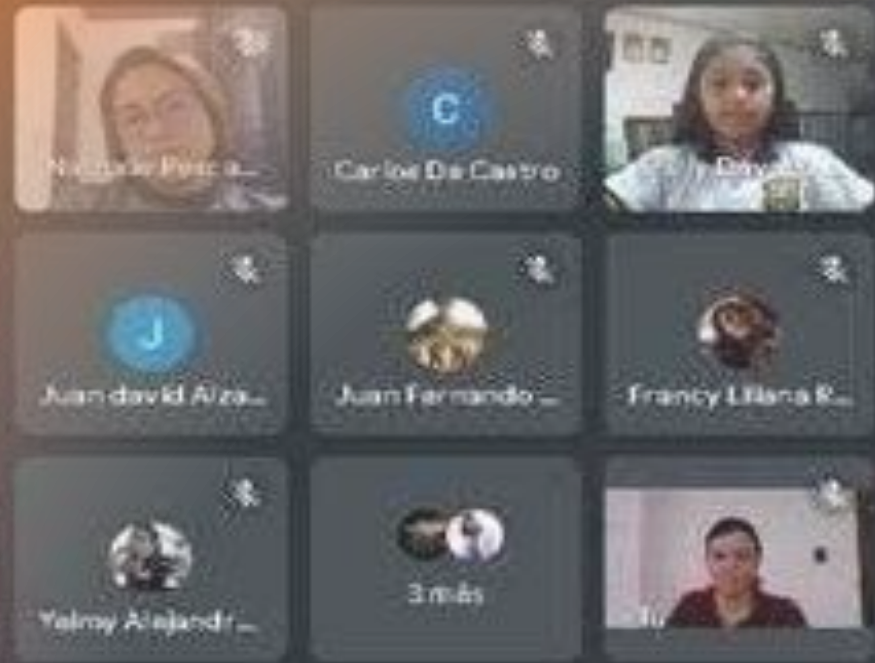 C
Carlos De Castro
J
Juan david Alza...
Juan Fernando ...
Francy Liliana R...
Yeimy Alejandr...
3 más
Tú